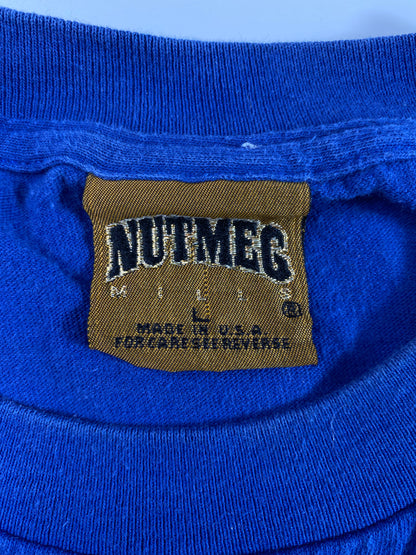 NUTMEG
MILLS
L ®
MADE IN U.S.A.
FOR CARE SEE REVERSE